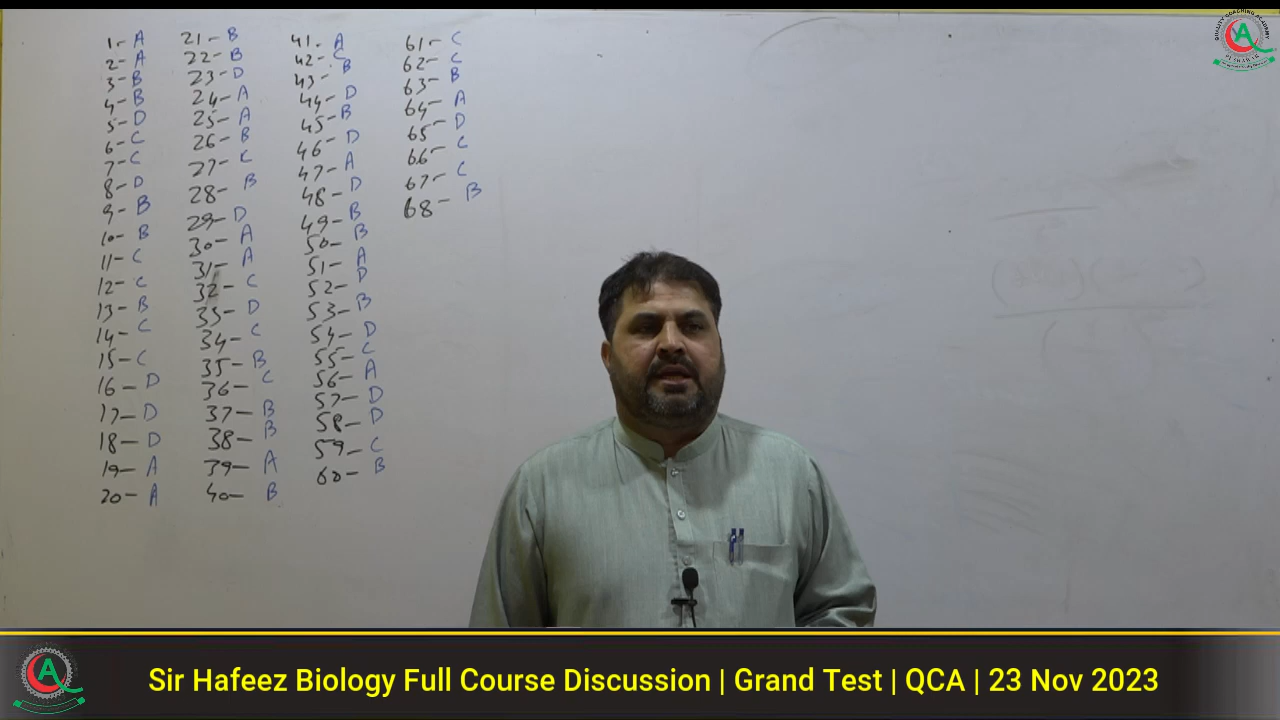 1- A
2- A
3- B
4- B
5- D
6- C
7- C
8- D
9- B
10- B
11- C
12- C
13- B
14- C
15- C
16- D
17- D
18- D
19- A
20- A
21- B
22- B
23- D
24- A
25- A
26- B
27- C
28- B
29- D
30- A
31- A
32- C
33- D
34- C
35- B
36- C
37- B
38- B
39- A
40- B
41- A
42- C
43- B
44- D
45- B
46- D
47- A
48- D
49- B
50- B
51- A
52- D
53- B
54- D
55- C
56- A
57- D
58- D
59- C
60- B
61- C
62- C
63- B
64- A
65- D
66- C
67- C
68- B
QUALITY COACHING ACADEMY
PESHAWAR
Sir Hafeez Biology Full Course Discussion | Grand Test | QCA | 23 Nov 2023